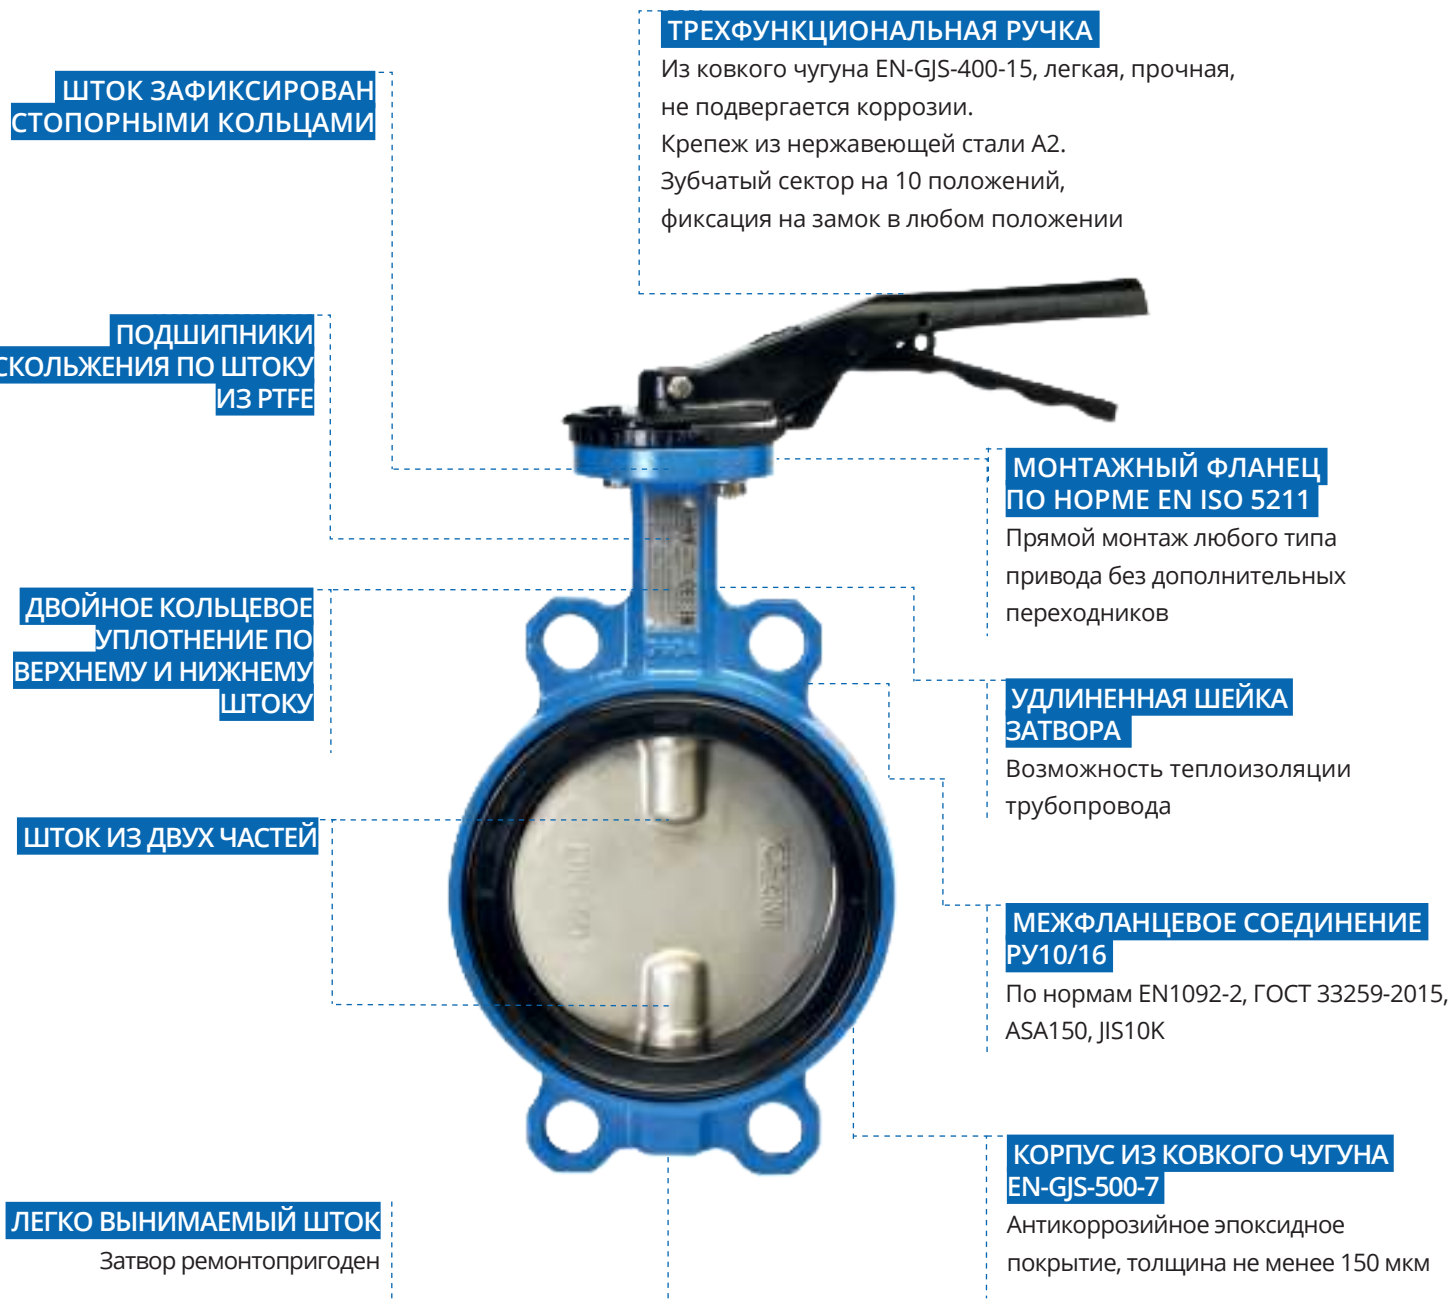 ТРЕХФУНКЦИОНАЛЬНАЯ РУЧКА
Из ковкого чугуна EN-GJS-400-15, легкая, прочная,
не подвергается коррозии.
Крепеж из нержавеющей стали А2.
Зубчатый сектор на 10 положений,
фиксация на замок в любом положении
ШТОК ЗАФИКСИРОВАН
СТОПОРНЫМИ КОЛЬЦАМИ
ПОДШИПНИКИ
СКОЛЬЖЕНИЯ ПО ШТОКУ
ИЗ PTFE
ДВОЙНОЕ КОЛЬЦЕВОЕ
УПЛОТНЕНИЕ ПО
ВЕРХНЕМУ И НИЖНЕМУ
ШТОКУ
ШТОК ИЗ ДВУХ ЧАСТЕЙ
ЛЕГКО ВЫНИМАЕМЫЙ ШТОК
Затвор ремонтопригоден
МОНТАЖНЫЙ ФЛАНЕЦ
ПО НОРМЕ EN ISO 5211
Прямой монтаж любого типа
привода без дополнительных
переходников
УДЛИНЕННАЯ ШЕЙКА
ЗАТВОРА
Возможность теплоизоляции
трубопровода
МЕЖФЛАНЦЕВОЕ СОЕДИНЕНИЕ
РУ10/16
По нормам EN1092-2, ГОСТ 33259-2015,
ASA150, JIS10K
КОРПУС ИЗ КОВКОГО ЧУГУНА
EN-GJS-500-7
Антикоррозийное эпоксидное
покрытие, толщина не менее 150 мкм